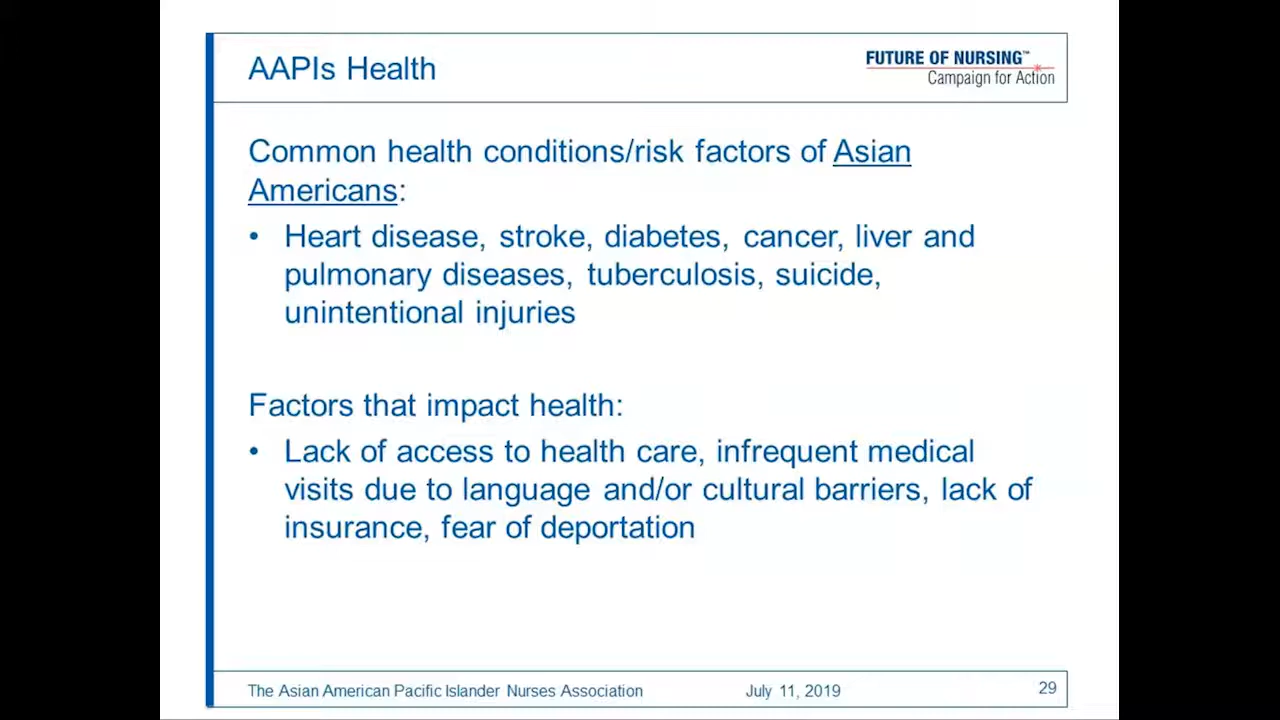 AAPIs Health
FUTURE OF NURSING™
Campaign for Action
Common health conditions/risk factors of Asian
Americans:
• Heart disease, stroke, diabetes, cancer, liver and
pulmonary diseases, tuberculosis, suicide,
unintentional injuries
Factors that impact health:
• Lack of access to health care, infrequent medical
visits due to language and/or cultural barriers, lack of
insurance, fear of deportation
The Asian American Pacific Islander Nurses Association
July 11, 2019
29